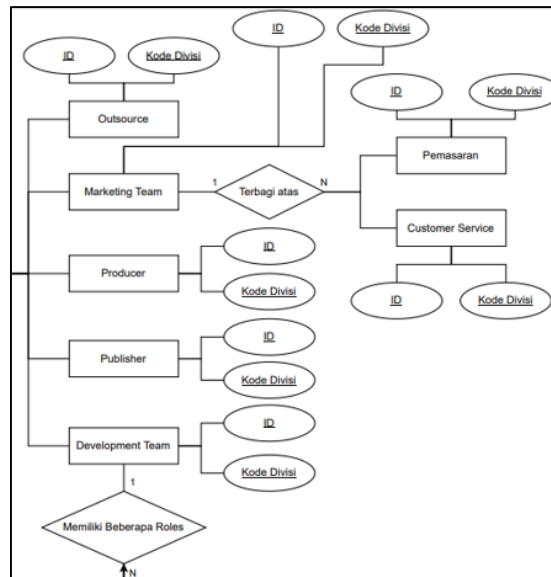 ID
Kode Divisi
ID
Kode Divisi
Outsource
ID
Kode Divisi
Marketing Team
1
Terbagi atas
N
Pemasaran
Customer Service
ID
Kode Divisi
Producer
ID
Kode Divisi
Publisher
ID
Kode Divisi
Development Team
ID
Kode Divisi
1
Memiliki Beberapa Roles
N